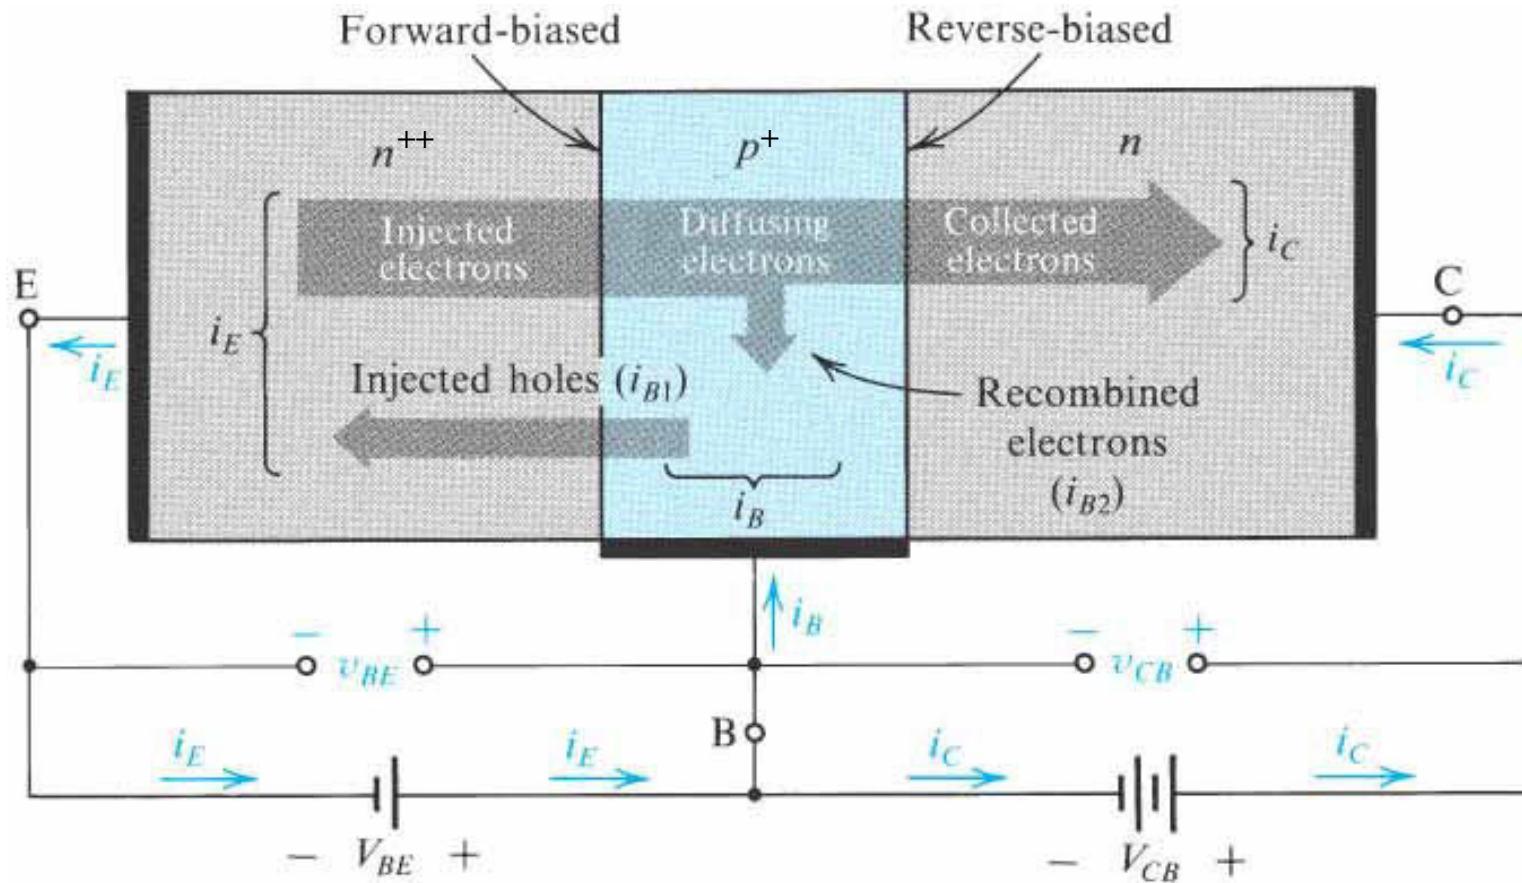 Forward-biased
Reverse-biased
n++
p+
n
Injected electrons
Diffusing electrons
Collected electrons
iC
E
C
iE
iE
iC
Injected holes (iB1)
Recombined electrons (iB2)
iB
iB
− vBE +
− vCB +
B
iE
iE
iC
iC
− VBE +
− VCB +